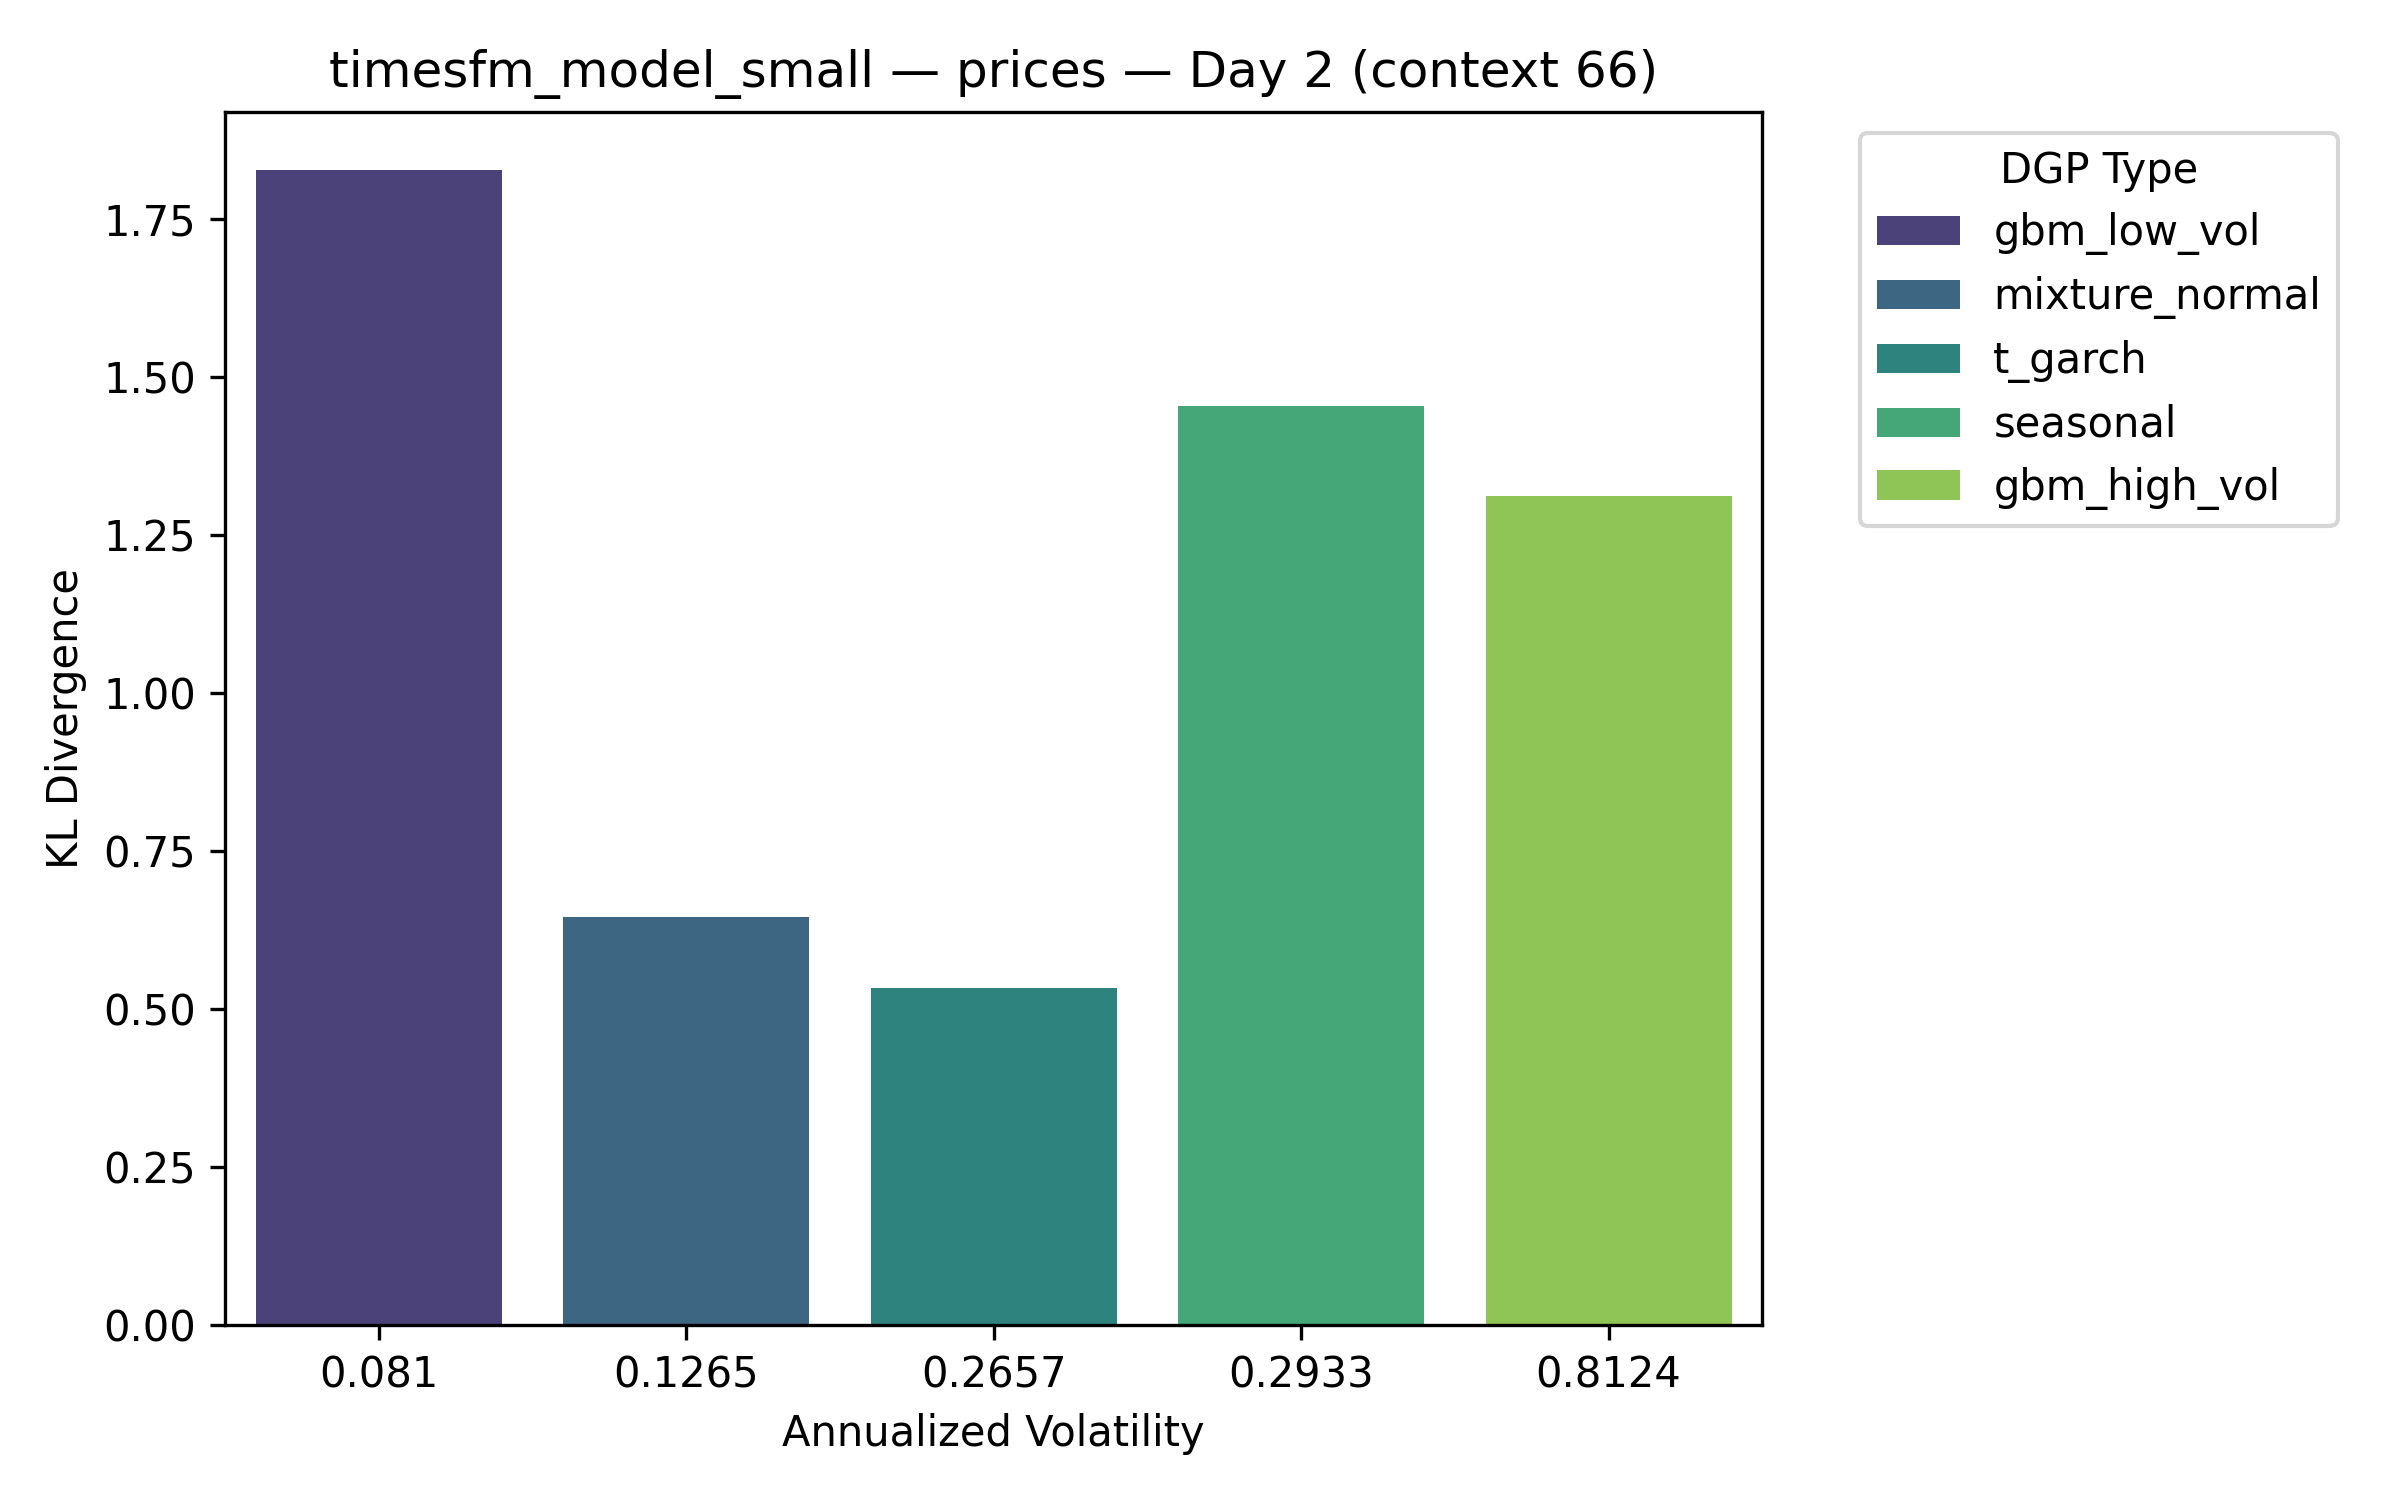 timesfm_model_small — prices — Day 2 (context 66)
DGP Type
gbm_low_vol
mixture_normal
t_garch
seasonal
gbm_high_vol
KL Divergence
1.75
1.50
1.25
1.00
0.75
0.50
0.25
0.00
0.081 0.1265 0.2657 0.2933 0.8124
Annualized Volatility